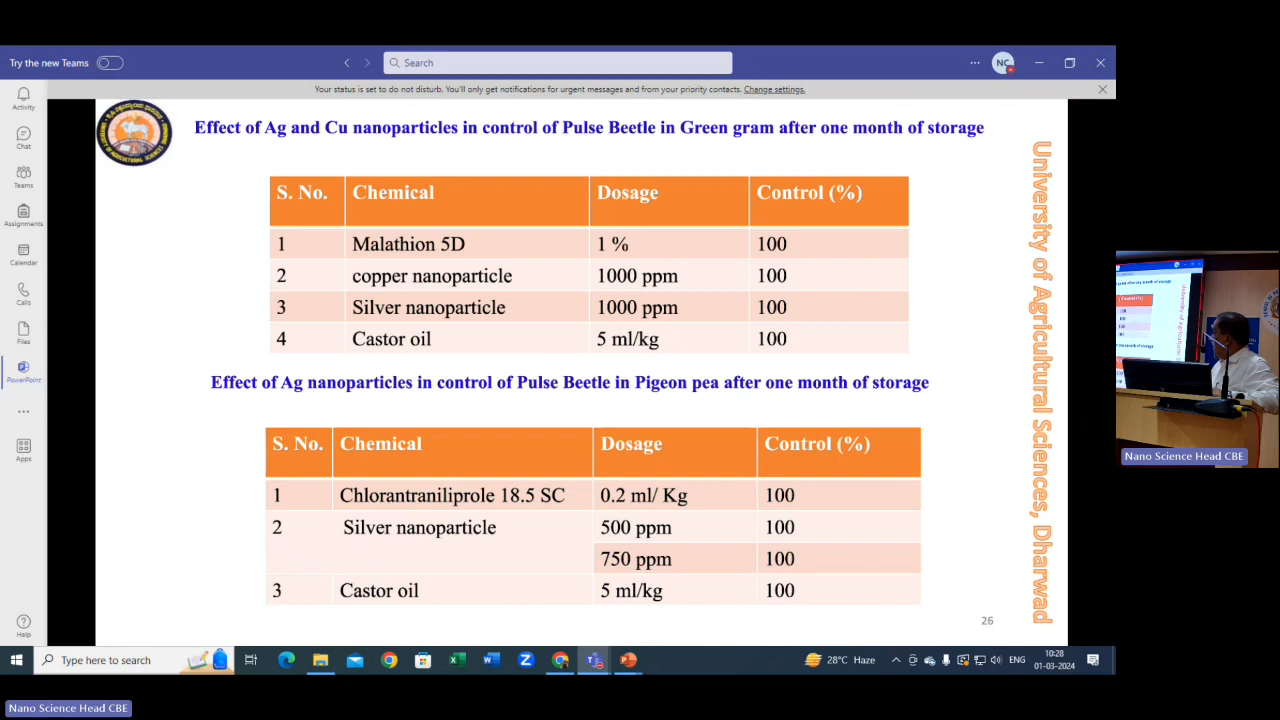 Try the new Teams
Search
NC
Your status is set to do not disturb. You'll only get notifications for urgent messages and from your priority contacts. Change settings.
Activity
Chat
Teams
Assignments
Calendar
Calls
Files
PowerPoint
Apps
Help
Effect of Ag and Cu nanoparticles in control of Pulse Beetle in Green gram after one month of storage
S. No. Chemical Dosage Control (%)
1 Malathion 5D 1 % 100
2 copper nanoparticle 1000 ppm 100
3 Silver nanoparticle 1000 ppm 100
4 Castor oil 5 ml/kg 100
Effect of Ag nanoparticles in control of Pulse Beetle in Pigeon pea after one month of storage
S. No. Chemical Dosage Control (%)
1 Chlorantraniliprole 18.5 SC 0.2 ml/ Kg 100
2 Silver nanoparticle 500 ppm 100
750 ppm 100
3 Castor oil 5 ml/kg 100
26
University of Agricultural Sciences, Dharwad
Nano Science Head CBE
Type here to search
28°C Haze
ENG
10:28
01-03-2024
Nano Science Head CBE